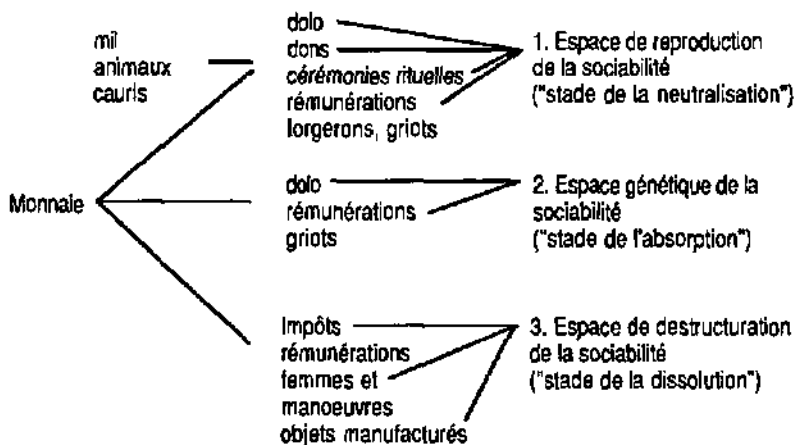 mil
animaux
cauris
dolo
dons
cérémonies rituelles
rémunérations
lorgerons, griots
1. Espace de reproduction
de la sociabilité
("stade de la neutralisation")
Monnaie
dolo
rémunérations
griots
2. Espace génétique de la
sociabilité
("stade de l'absorption")
Impôts
rémunérations
femmes et
manoeuvres
objets manufacturés
3. Espace de destructuration
de la sociabilité
("stade de la dissolution")